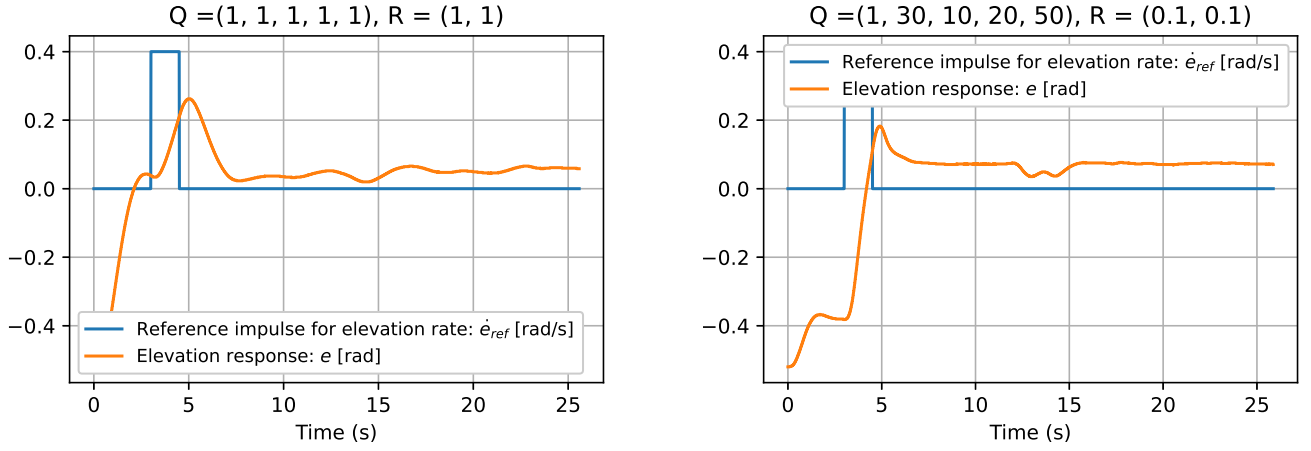 Q =(1, 1, 1, 1, 1), R = (1, 1)
0.4
0.2
0.0
−0.2
−0.4
Reference impulse for elevation rate: ė_ref [rad/s]
Elevation response: e [rad]
0 5 10 15 20 25
Time (s)
Q =(1, 30, 10, 20, 50), R = (0.1, 0.1)
Reference impulse for elevation rate: ė_ref [rad/s]
Elevation response: e [rad]
0.4
0.2
0.0
−0.2
−0.4
0 5 10 15 20 25
Time (s)